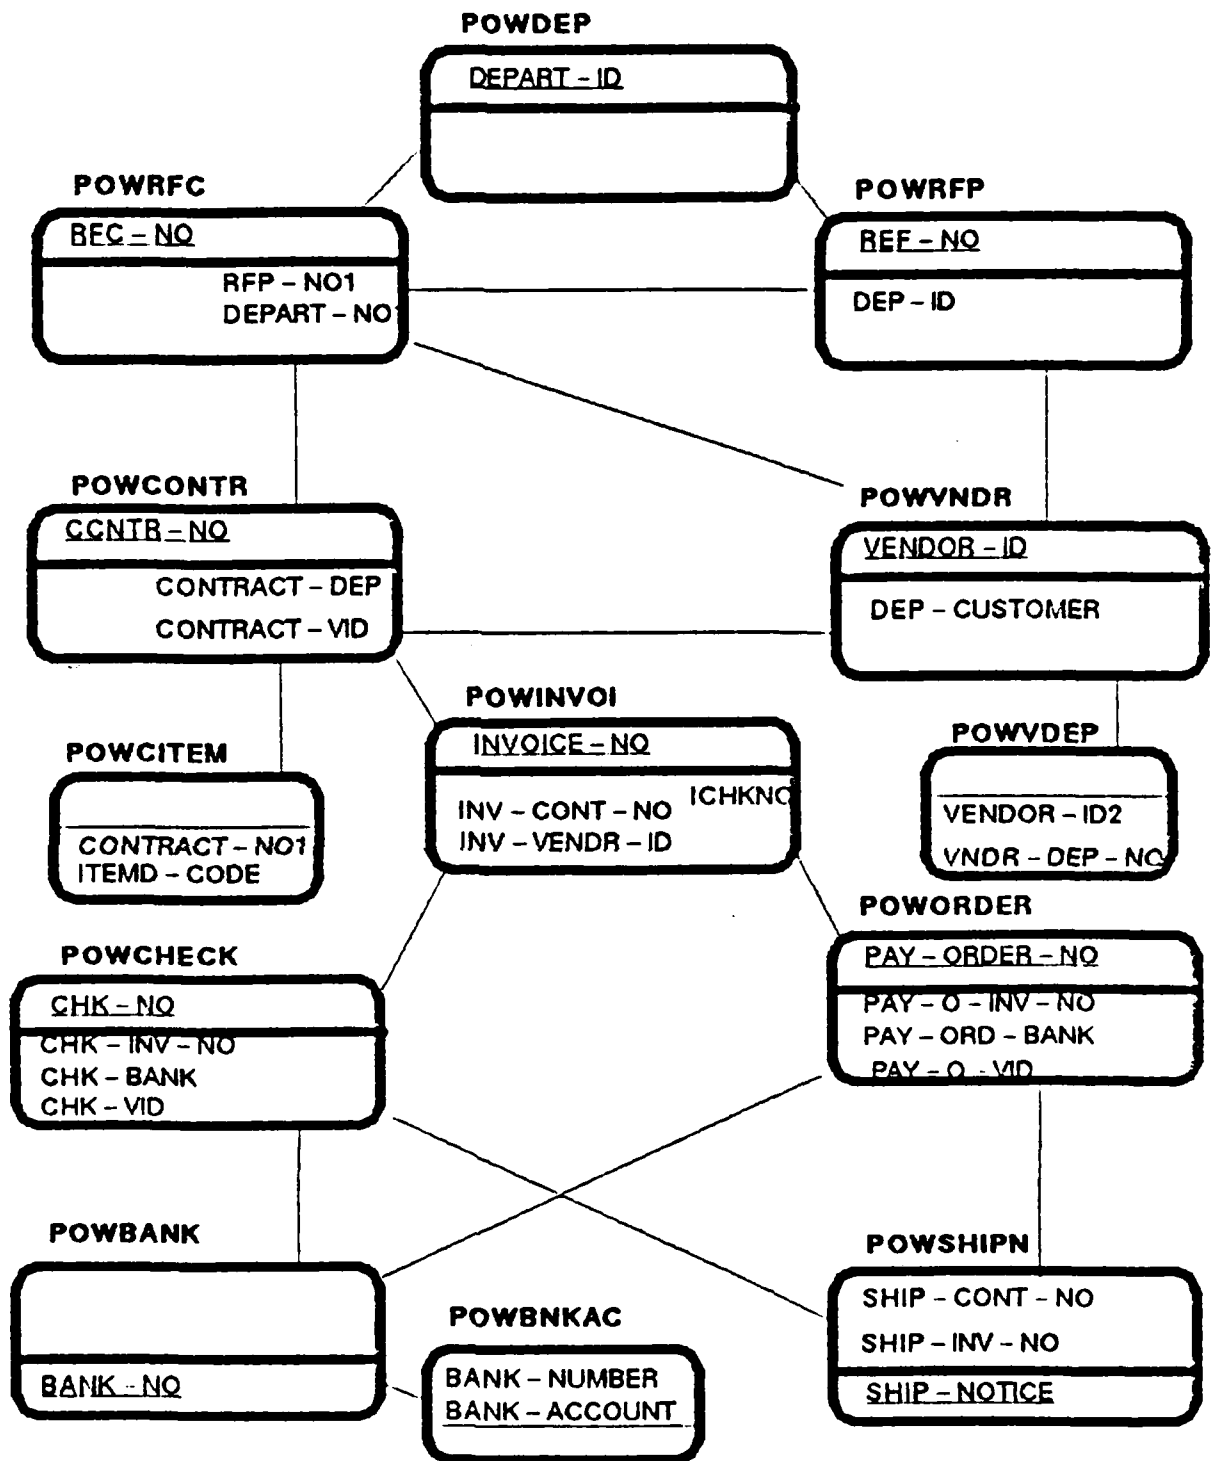 POWDEP
DEPART - ID
POWRFC
RFC - NO
RFP - NO1
DEPART - NO1
POWRFP
REF - NO
DEP - ID
POWCONTR
CCNTR - NO
CONTRACT - DEP
CONTRACT - VID
POWVNDR
VENDOR - ID
DEP - CUSTOMER
POWINVOI
INVOICE - NO
ICHKNO
INV - CONT - NO
INV - VENDR - ID
POWCITEM
CONTRACT - NO1
ITEMD - CODE
POWVDEP
VENDOR - ID2
VNDR - DEP - NO
POWCHECK
CHK - NO
CHK - INV - NO
CHK - BANK
CHK - VID
POWORDER
PAY - ORDER - NO
PAY - O - INV - NO
PAY - ORD - BANK
PAY - O - VID
POWBANK
BANK - NO
POWBNKAC
BANK - NUMBER
BANK - ACCOUNT
POWSHIPN
SHIP - CONT - NO
SHIP - INV - NO
SHIP - NOTICE